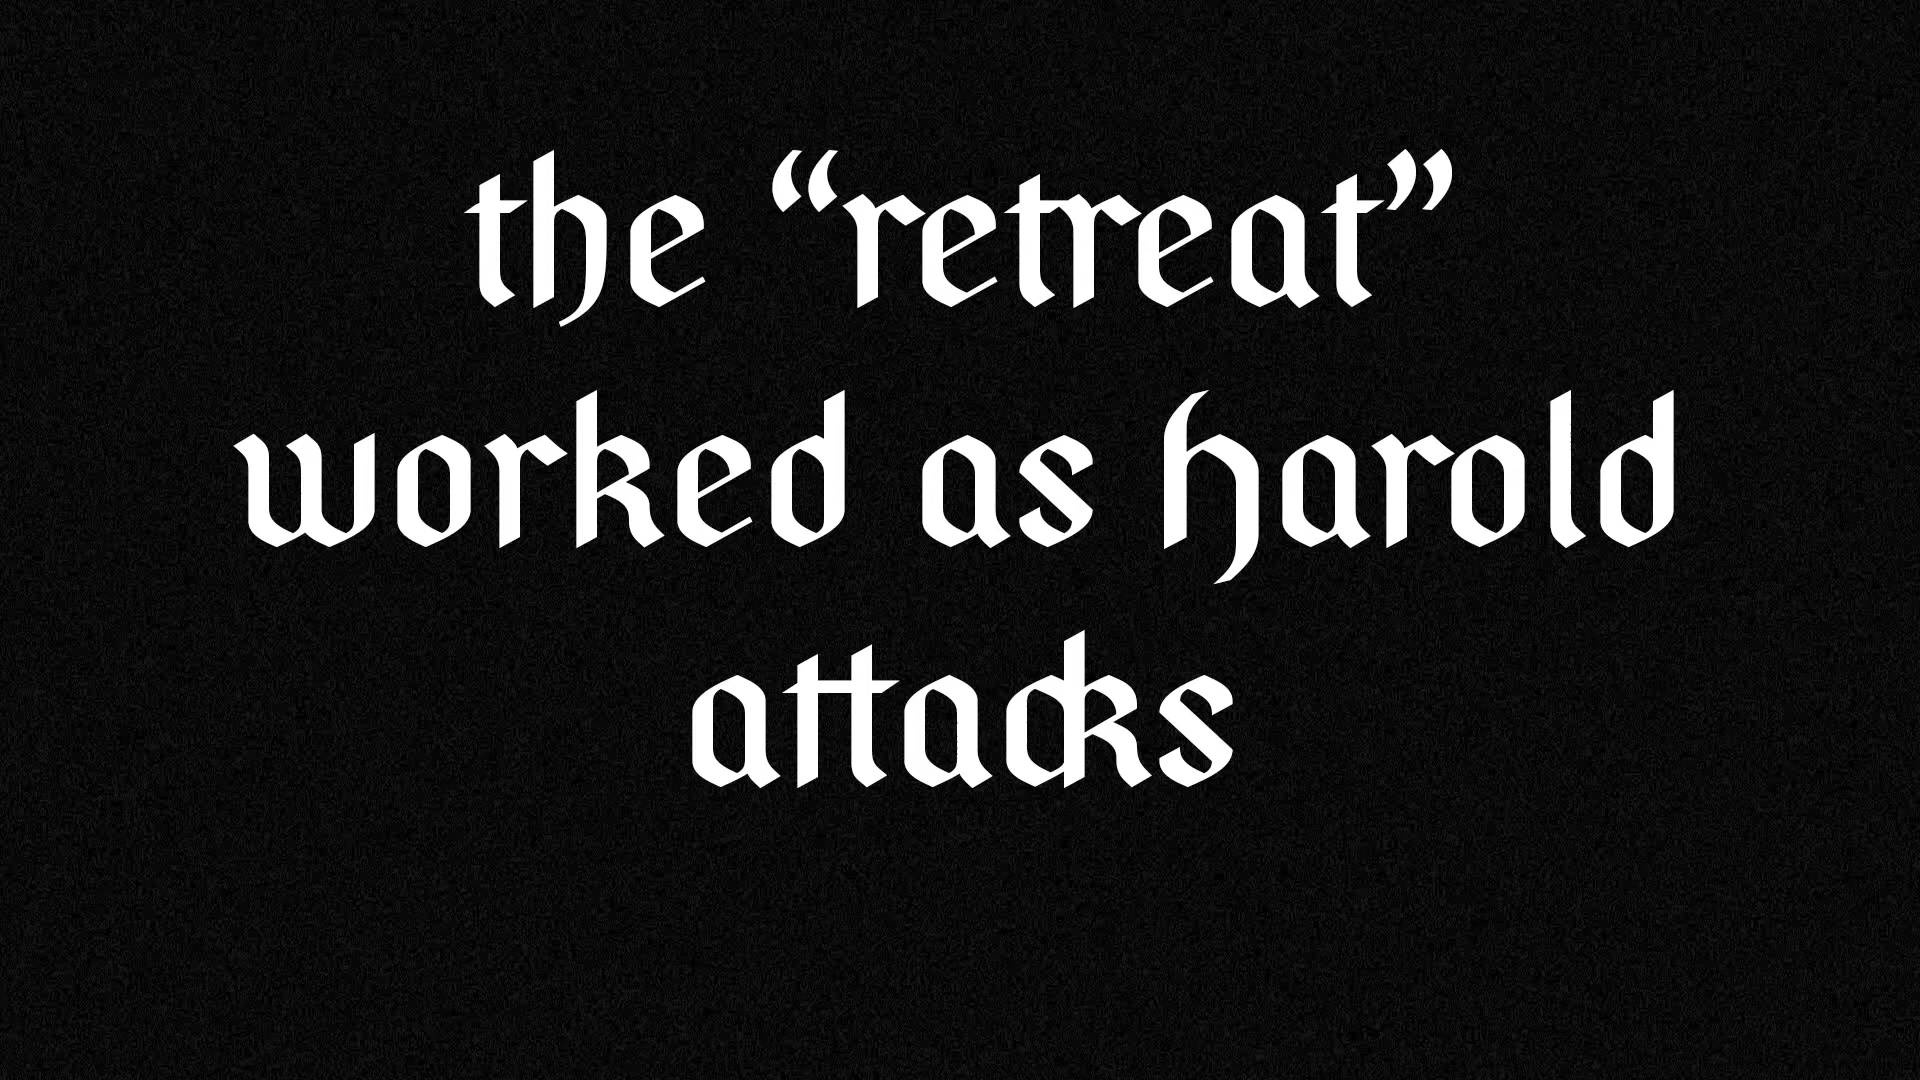 the “retreat”
worked as harold
attacks